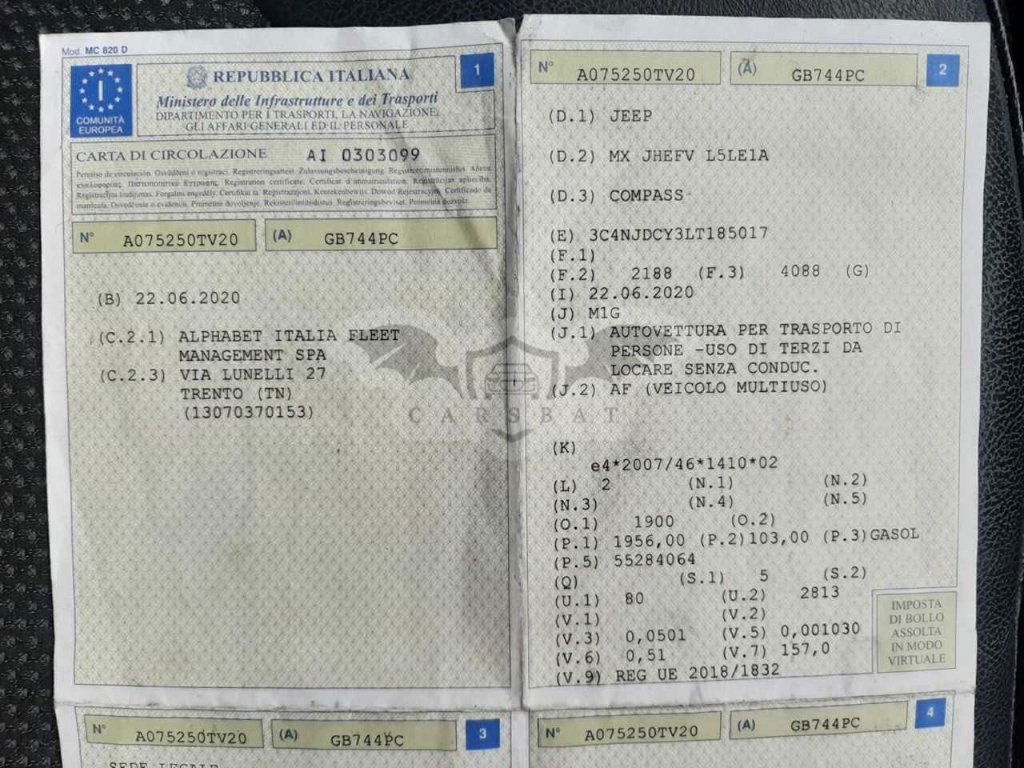 Mod. MC 820 D
I
COMUNITÀ
EUROPEA
REPUBBLICA ITALIANA
1
Ministero delle Infrastrutture e dei Trasporti
DIPARTIMENTO PER I TRASPORTI, LA NAVIGAZIONE,
GLI AFFARI GENERALI ED IL PERSONALE
CARTA DI CIRCOLAZIONE AI 0303099
N° A075250TV20 (A) GB744PC
(B) 22.06.2020
(C.2.1) ALPHABET ITALIA FLEET
MANAGEMENT SPA
(C.2.3) VIA LUNELLI 27
TRENTO (TN)
(13070370153)
N° A075250TV20 (A) GB744PC 2
(D.1) JEEP
(D.2) MX JHEFV L5LE1A
(D.3) COMPASS
(E) 3C4NJDCY3LT185017
(F.1)
(F.2) 2188 (F.3) 4088 (G)
(I) 22.06.2020
(J) M1G
(J.1) AUTOVETTURA PER TRASPORTO DI
PERSONE -USO DI TERZI DA
LOCARE SENZA CONDUC.
(J.2) AF (VEICOLO MULTIUSO)
(K)
e4*2007/46*1410*02
(L) 2 (N.1) (N.2)
(N.3) (N.4) (N.5)
(O.1) 1900 (O.2)
(P.1) 1956,00 (P.2)103,00 (P.3)GASOL
(P.5) 55284064
(Q) (S.1) 5 (S.2)
(U.1) 80 (U.2) 2813
(V.1) (V.2)
(V.3) 0,0501 (V.5) 0,001030
(V.6) 0,51 (V.7) 157,0
(V.9) REG UE 2018/1832
IMPOSTA
DI BOLLO
ASSOLTA
IN MODO
VIRTUALE
CARSBAT
N° A075250TV20 (A) GB744PC 3
SEDE LEGALE
N° A075250TV20 (A) GB744PC 4